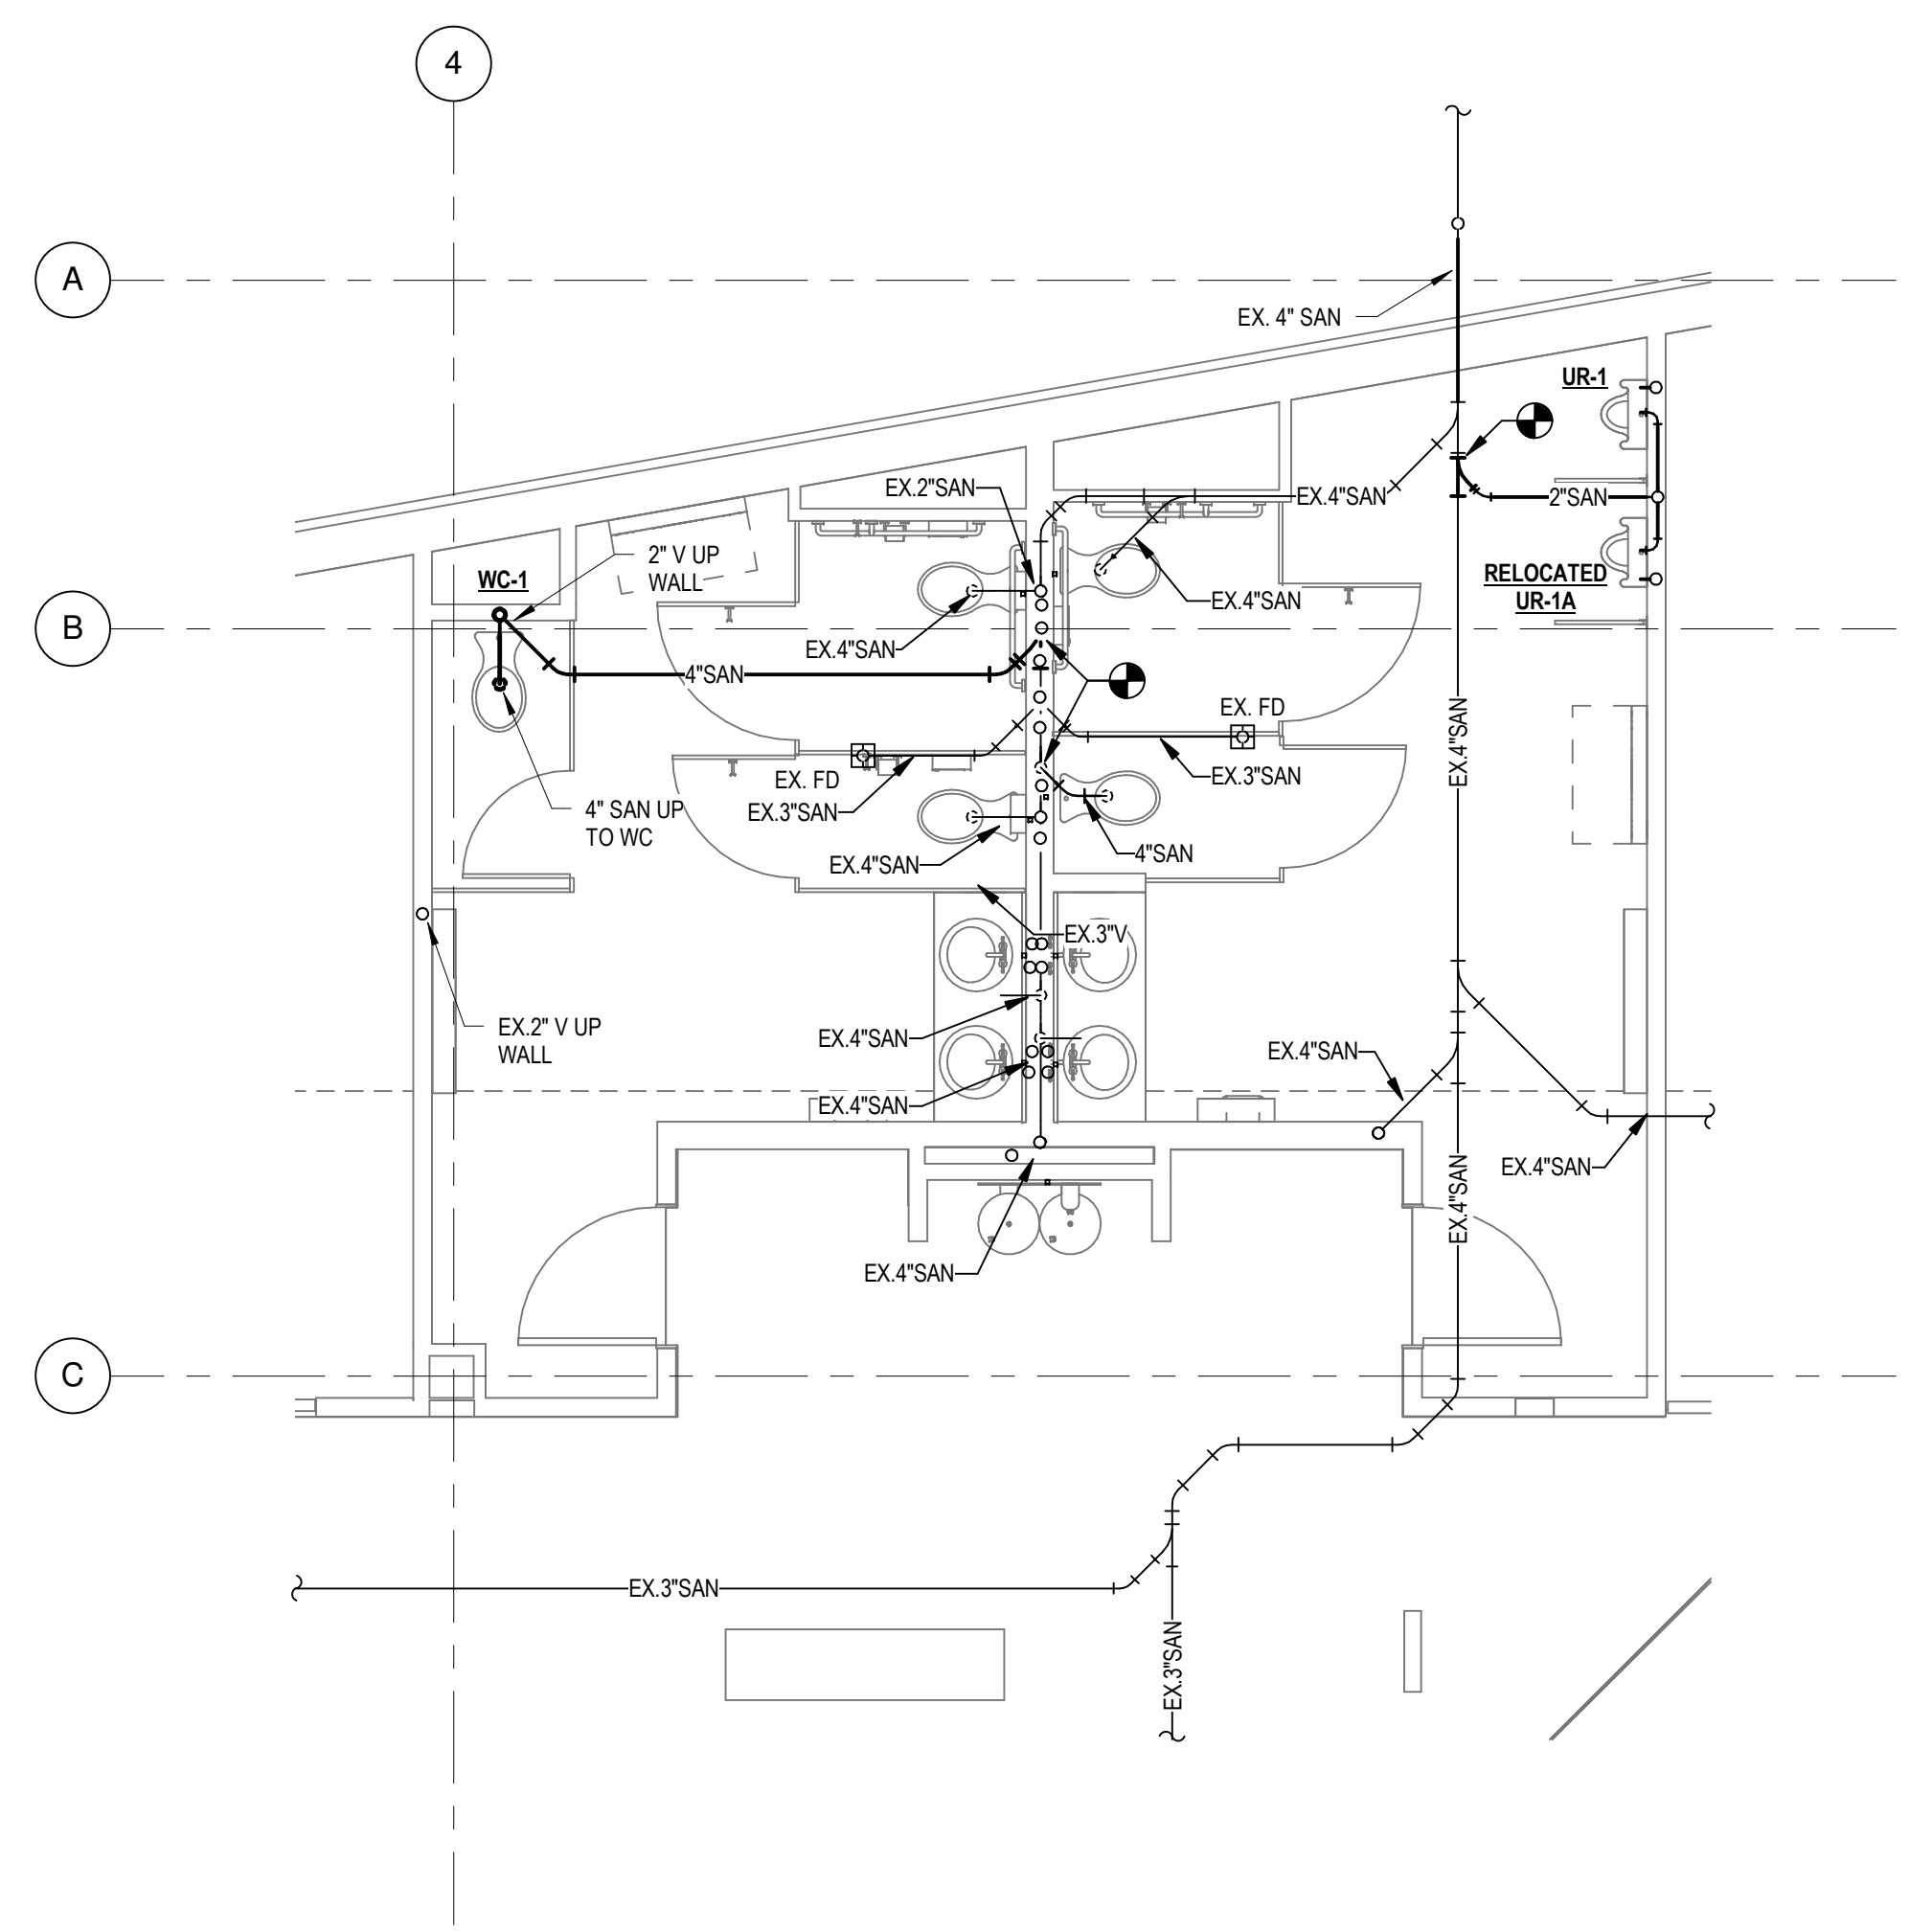 4
A
EX. 4" SAN
UR-1
EX.2"SAN
EX.4"SAN
2"SAN
2" V UP
WALL
WC-1
RELOCATED
UR-1A
EX.4"SAN
B
EX.4"SAN
4"SAN
EX. FD
EX.4"SAN
EX. FD
EX.3"SAN
EX.3"SAN
4" SAN UP
TO WC
4"SAN
EX.4"SAN
EX.3"V
EX.2" V UP
WALL
EX.4"SAN
EX.4"SAN
EX.4"SAN
EX.4"SAN
EX.4"SAN
EX.4"SAN
C
EX.3"SAN
EX.3"SAN